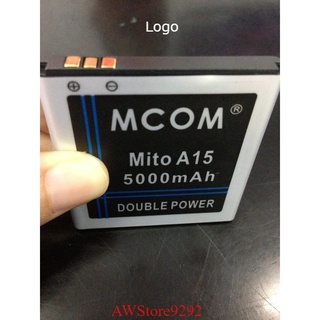 Logo
MCOM®
Mito A15
5000mAh
DOUBLE POWER
AWStore9292